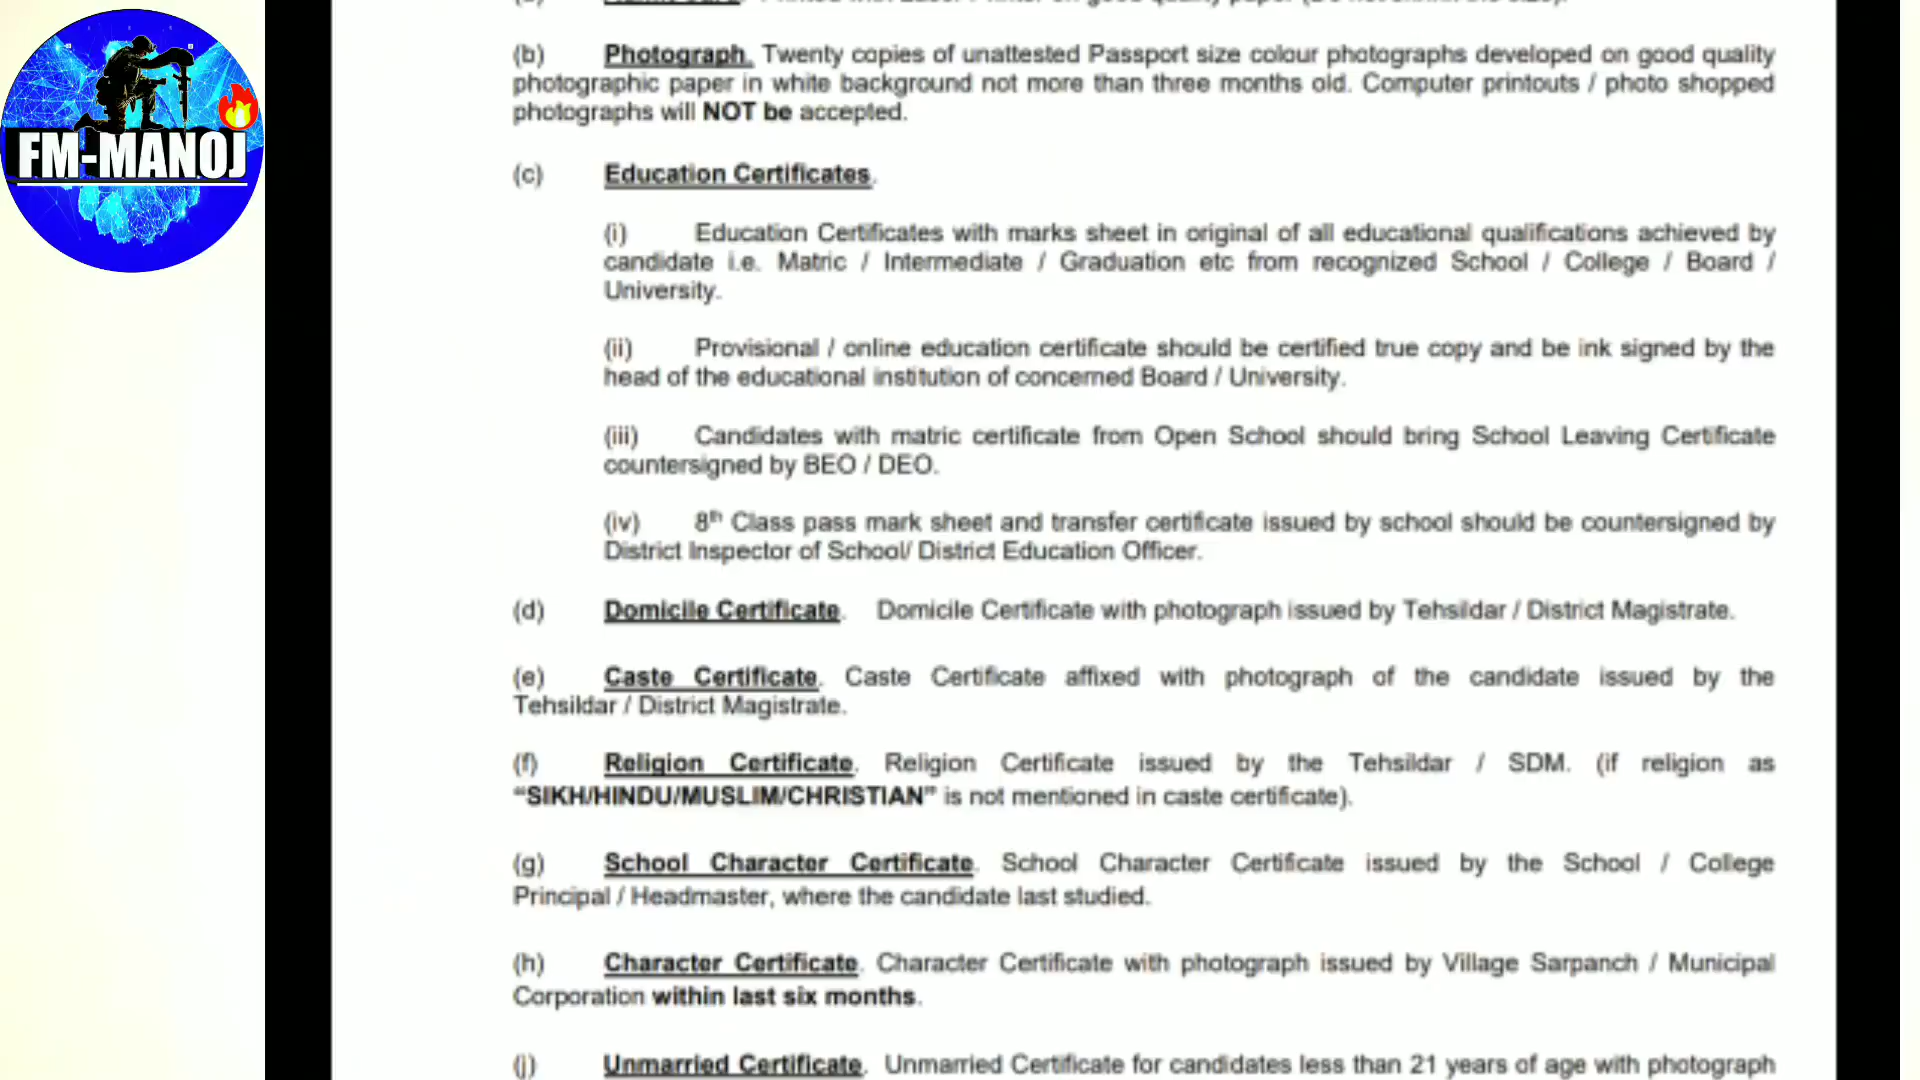 FM-MANOJ
(b) Photograph. Twenty copies of unattested Passport size colour photographs developed on good quality
photographic paper in white background not more than three months old. Computer printouts / photo shopped
photographs will NOT be accepted.
(c) Education Certificates.
(i) Education Certificates with marks sheet in original of all educational qualifications achieved by
candidate i.e. Matric / Intermediate / Graduation etc from recognized School / College / Board /
University.
(ii) Provisional / online education certificate should be certified true copy and be ink signed by the
head of the educational institution of concerned Board / University.
(iii) Candidates with matric certificate from Open School should bring School Leaving Certificate
countersigned by BEO / DEO.
(iv) 8th Class pass mark sheet and transfer certificate issued by school should be countersigned by
District Inspector of School/ District Education Officer.
(d) Domicile Certificate. Domicile Certificate with photograph issued by Tehsildar / District Magistrate.
(e) Caste Certificate. Caste Certificate affixed with photograph of the candidate issued by the
Tehsildar / District Magistrate.
(f) Religion Certificate. Religion Certificate issued by the Tehsildar / SDM. (if religion as
“SIKH/HINDU/MUSLIM/CHRISTIAN” is not mentioned in caste certificate).
(g) School Character Certificate. School Character Certificate issued by the School / College
Principal / Headmaster, where the candidate last studied.
(h) Character Certificate. Character Certificate with photograph issued by Village Sarpanch / Municipal
Corporation within last six months.
(j) Unmarried Certificate. Unmarried Certificate for candidates less than 21 years of age with photograph